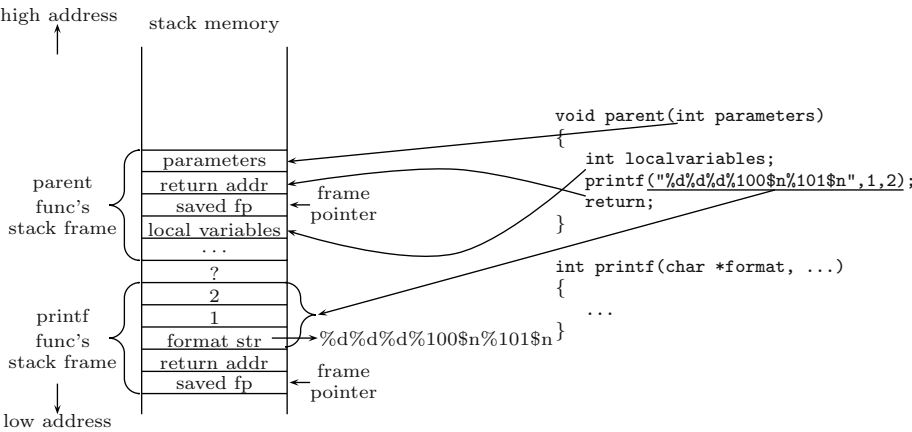 high address
stack memory
parameters
return addr
saved fp
local variables
...
?
2
1
format str
return addr
saved fp
parent
func's
stack frame
printf
func's
stack frame
low address
frame
pointer
%d%d%d%100$n%101$n
frame
pointer
void parent(int parameters)
{
int localvariables;
printf("%d%d%d%100$n%101$n",1,2);
return;
}
int printf(char *format, ...)
{
...
}